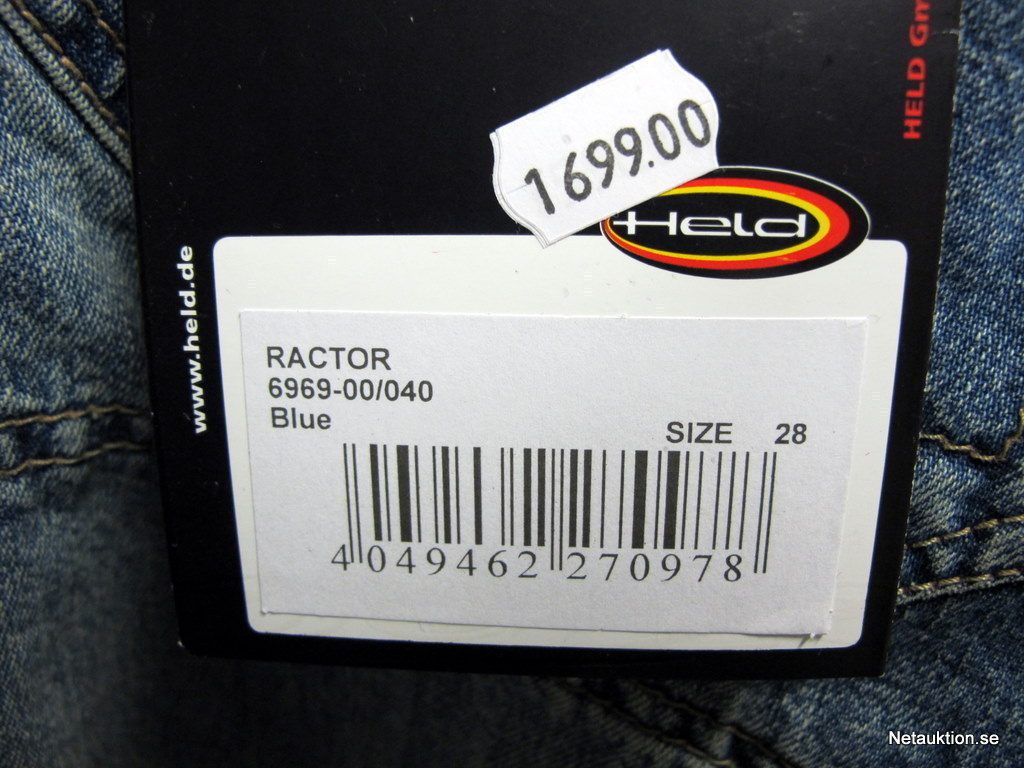 HELD Gm
1699.00
Held
www.held.de
RACTOR
6969-00/040
Blue
SIZE 28
4 049462 270978
Netauktion.se